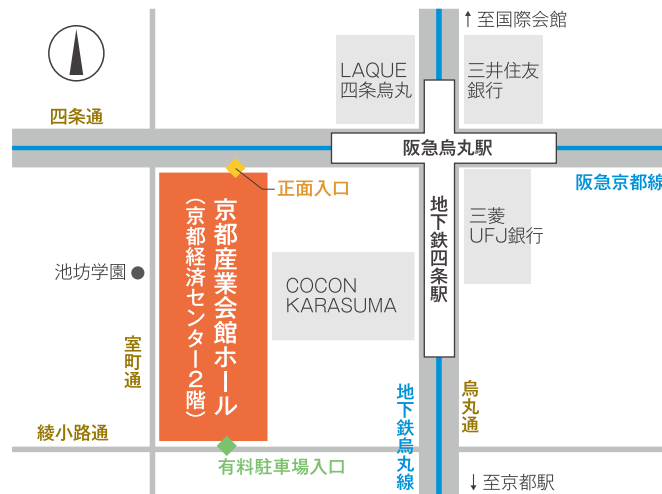 ↑至国際会館
LAQUE
四条烏丸
三井住友
銀行
四条通
阪急烏丸駅
阪急京都線
正面入口
京都産業会館ホール
（京都経済センター2階）
地下鉄四条駅
三菱
UFJ銀行
池坊学園
COCON
KARASUMA
室町通
地下鉄烏丸線
烏丸通
綾小路通
有料駐車場入口
↓至京都駅